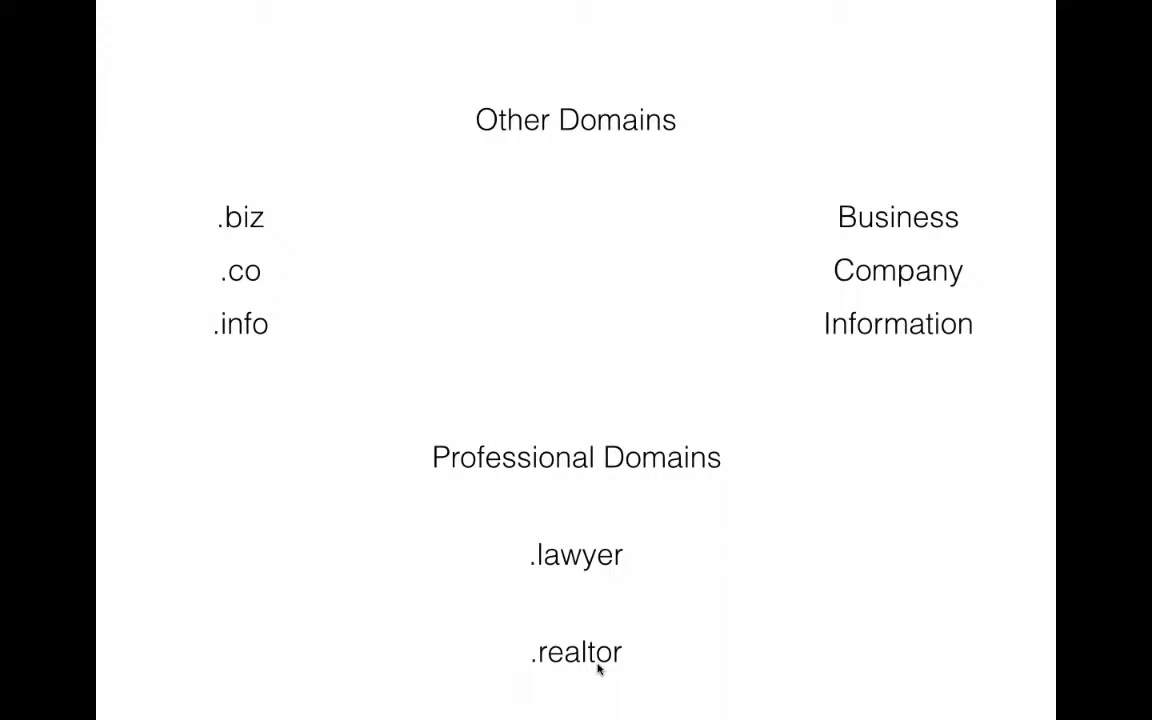 Other Domains
.biz Business
.co Company
.info Information
Professional Domains
.lawyer
.realtor